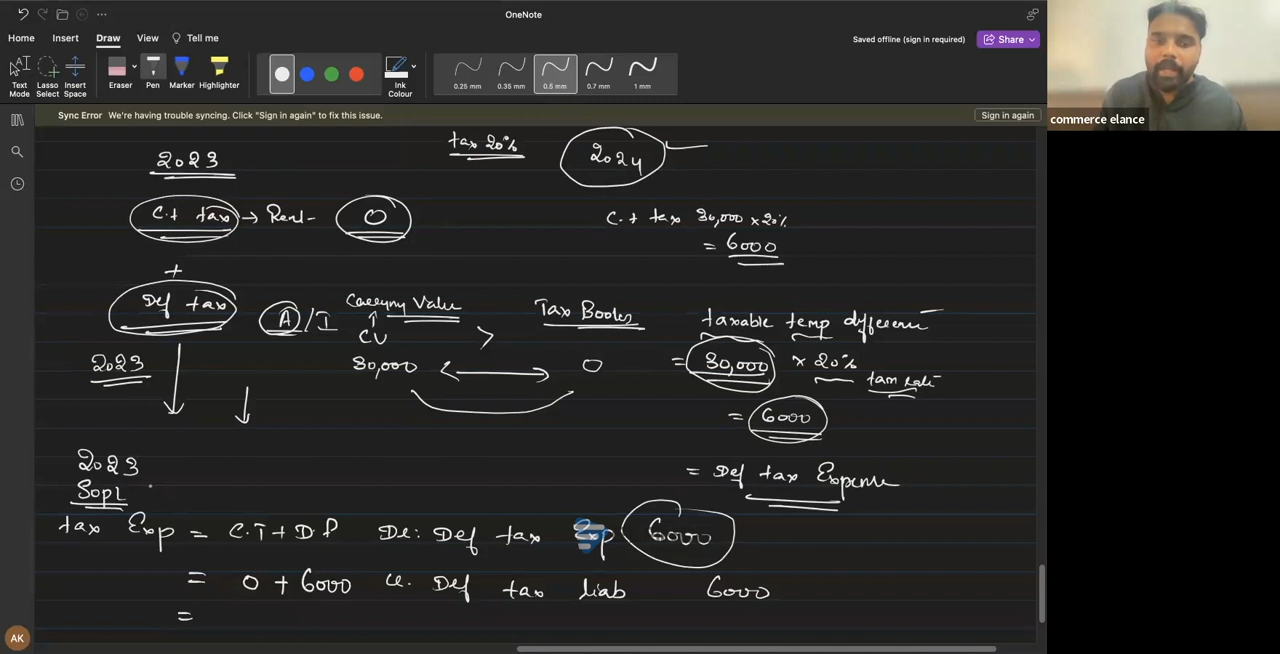 OneNote
Home Insert Draw View Tell me
Saved offline (sign in required)
Share
Text Mode
Lasso Select
Insert Space
Eraser
Pen
Marker
Highlighter
Ink Colour
0.25 mm 0.35 mm 0.5 mm 0.7 mm 1 mm
commerce elance
Sync Error We're having trouble syncing. Click "Sign in again" to fix this issue.
Sign in again
2023
tax 20%
2024
C.t tax → Rent- 0
C.t tax 30,000 x 20%
= 6000
+
Def tax
A/I
Carrying Value
Tax Books
taxable temp difference
CV
>
2023
30,000
0
= 30,000 x 20%
tax rate
= 6000
2023
SOPL
= Def tax Expense
tax Exp = C.T + D.P
De: Def tax Exp 6000
= 0 + 6000
Cr. Def tax liab 6000
=
AK